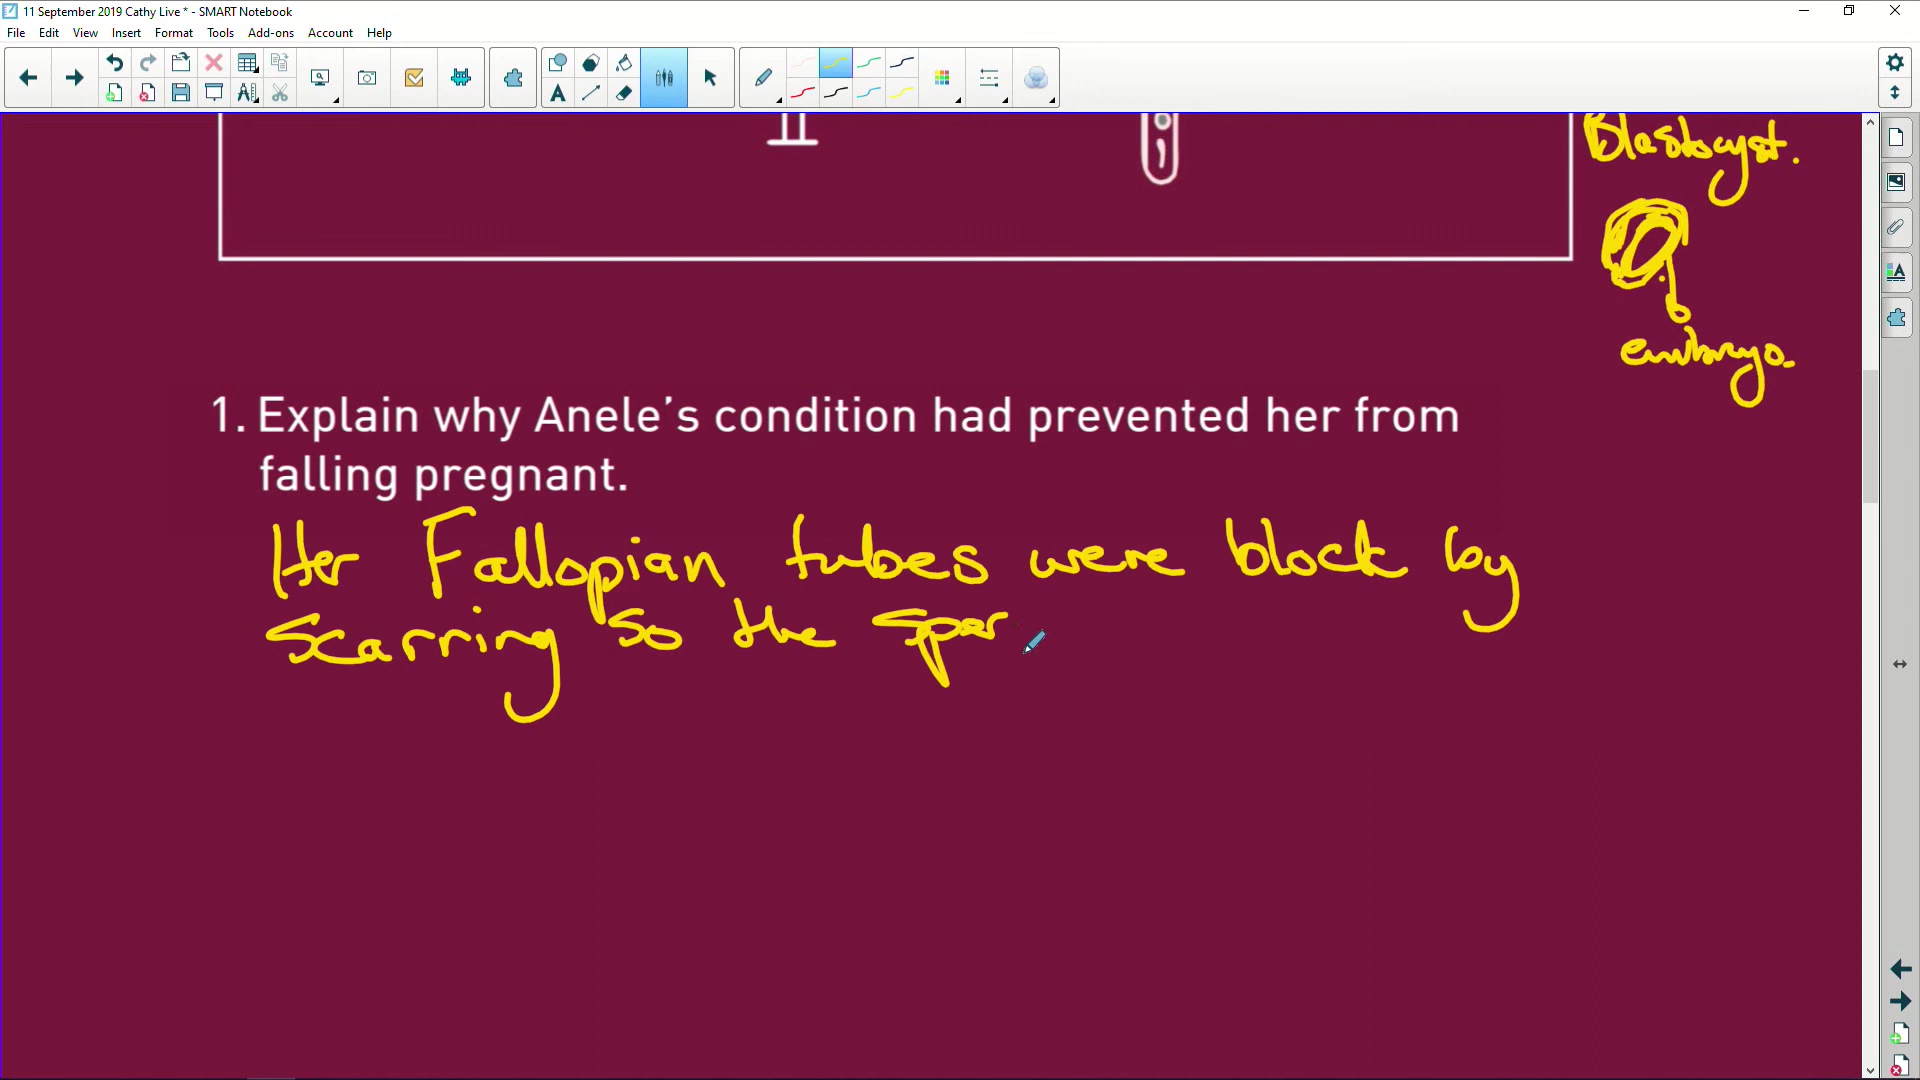 11 September 2019 Cathy Live * - SMART Notebook
File Edit View Insert Format Tools Add-ons Account Help
Blastocyst.
embryo.
1. Explain why Anele's condition had prevented her from
falling pregnant.
Her Fallopian tubes were block by
scarring so the sper